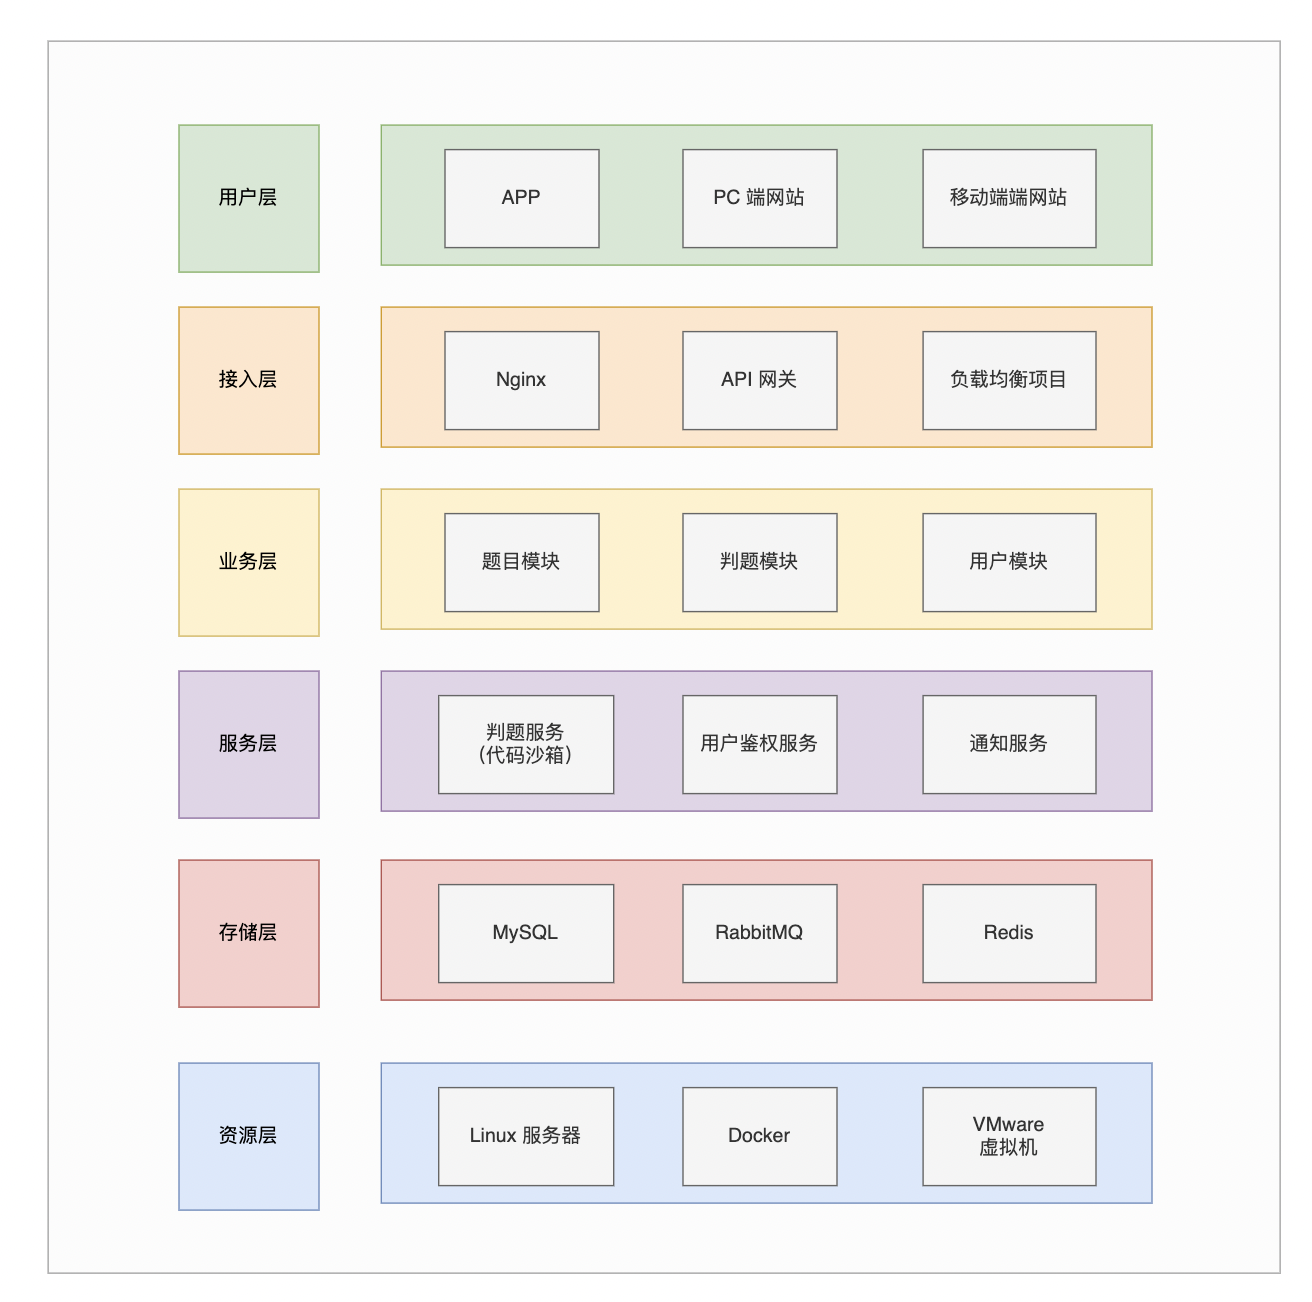 用户层
APP
PC 端网站
移动端端网站
接入层
Nginx
API 网关
负载均衡项目
业务层
题目模块
判题模块
用户模块
服务层
判题服务
（代码沙箱）
用户鉴权服务
通知服务
存储层
MySQL
RabbitMQ
Redis
资源层
Linux 服务器
Docker
VMware
虚拟机